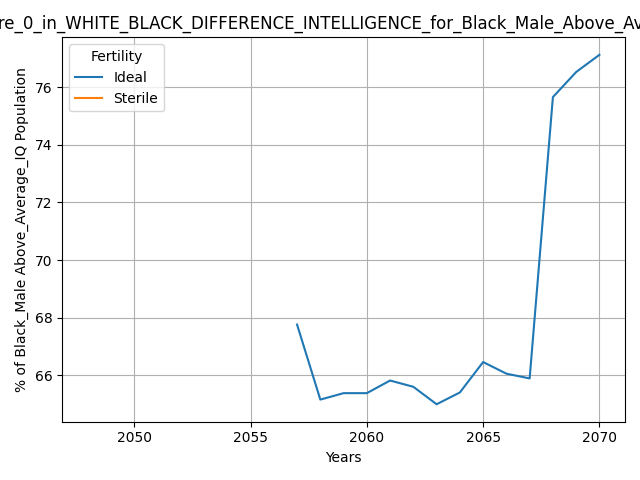 re_0_in_WHITE_BLACK_DIFFERENCE_INTELLIGENCE_for_Black_Male_Above_Av
Fertility
Ideal
Sterile
% of Black_Male Above_Average_IQ Population
76
74
72
70
68
66
2050 2055 2060 2065 2070
Years